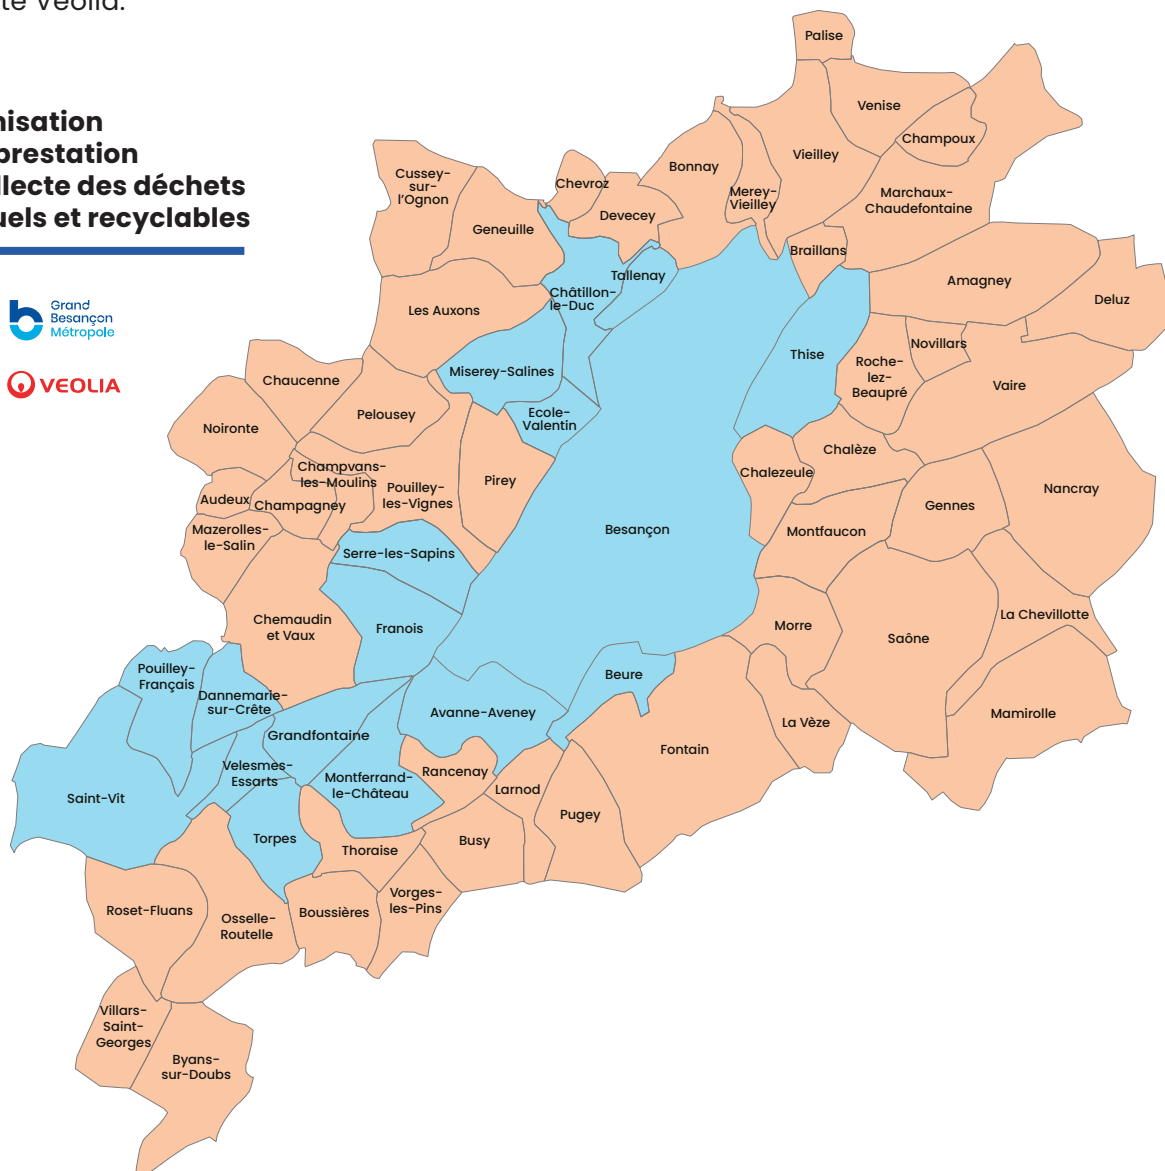 té Veolia.
nisation
prestation
llecte des déchets
uels et recyclables
Grand
Besançon
Métropole
VEOLIA
Palise
Venise
Champoux
Vieilley
Bonnay
Merey-
Vieilley
Marchaux-
Chaudefontaine
Cussey-
sur-
l'Ognon
Chevroz
Devecey
Geneuille
Braillans
Tallenay
Amagney
Châtillon-
le-Duc
Deluz
Les Auxons
Novillars
Thise
Roche-
lez-
Beaupré
Miserey-Salines
Vaire
Chaucenne
Ecole-
Valentin
Pelousey
Noironte
Chalèze
Champvans-
les-Moulins
Chalezeule
Pirey
Pouilley-
les-Vignes
Nancray
Audeux
Champagney
Gennes
Besançon
Montfaucon
Mazerolles-
le-Salin
Serre-les-Sapins
La Chevillotte
Chemaudin
et Vaux
Franois
Morre
Saône
Pouilley-
Français
Beure
Dannemarie-
sur-Crête
Avanne-Aveney
Mamirolle
La Vèze
Grandfontaine
Fontain
Velesmes-
Essarts
Rancenay
Montferrand-
le-Château
Larnod
Saint-Vit
Pugey
Torpes
Busy
Thoraise
Vorges-
les-Pins
Roset-Fluans
Boussières
Osselle-
Routelle
Villars-
Saint-
Georges
Byans-
sur-Doubs